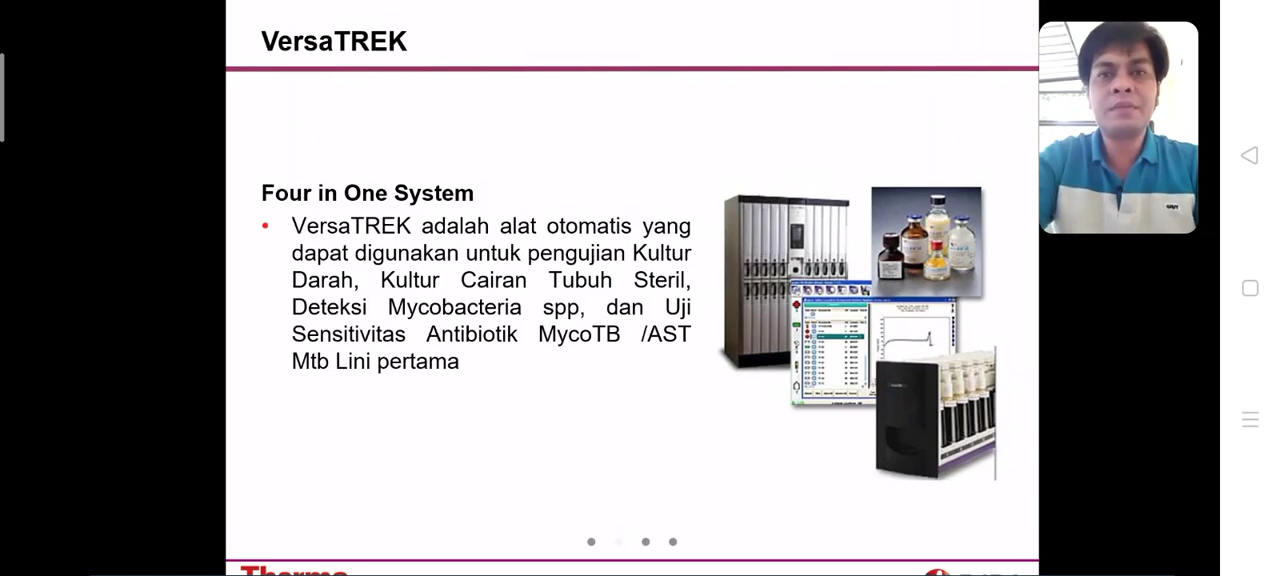 VersaTREK
Four in One System
• VersaTREK adalah alat otomatis yang
dapat digunakan untuk pengujian Kultur
Darah, Kultur Cairan Tubuh Steril,
Deteksi Mycobacteria spp, dan Uji
Sensitivitas Antibiotik MycoTB /AST
Mtb Lini pertama